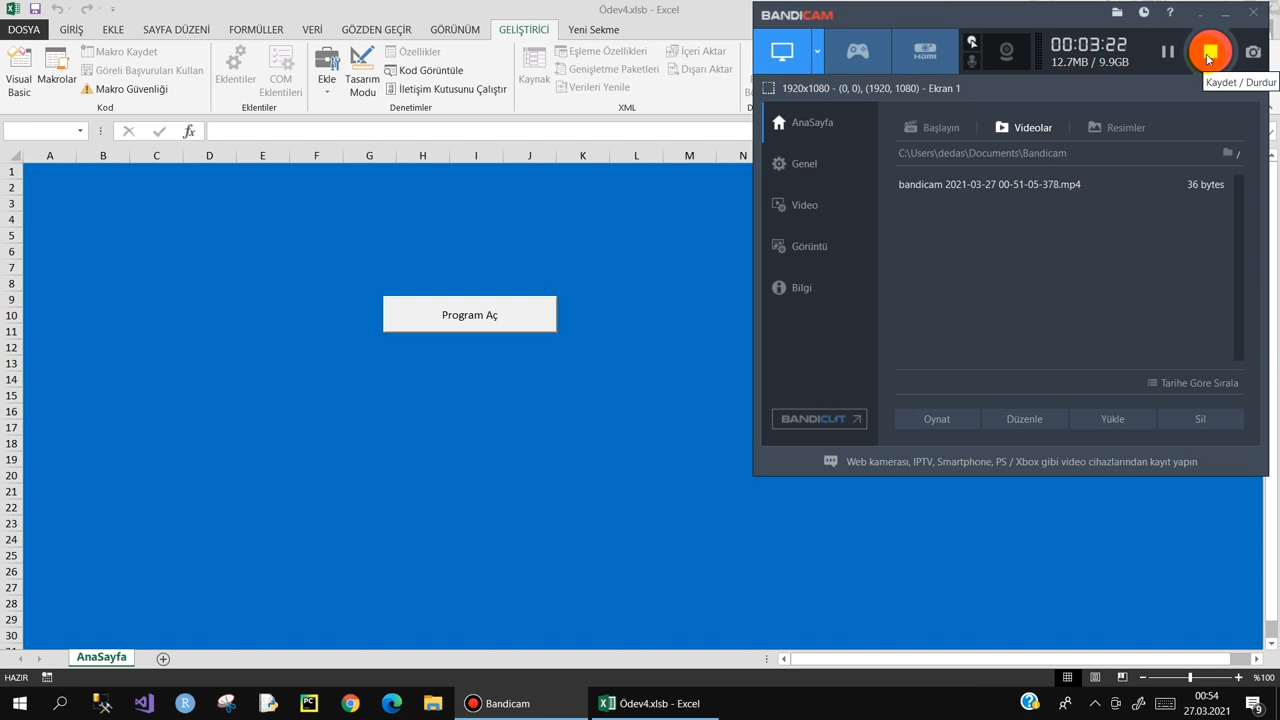 Ödev4.xlsb - Excel
DOSYA GİRİŞ EKLE SAYFA DÜZENİ FORMÜLLER VERİ GÖZDEN GEÇİR GÖRÜNÜM GELİŞTİRİCİ Yeni Sekme
Visual Basic
Makrolar
Makro Kaydet
Göreli Başvuruları Kullan
Makro Güvenliği
Kod
Eklentiler
COM Eklentileri
Eklentiler
Ekle
Tasarım Modu
Özellikler
Kod Görüntüle
İletişim Kutusunu Çalıştır
Denetimler
Kaynak
Eşleme Özellikleri
Genişletme Paketleri
Verileri Yenile
İçeri Aktar
Dışarı Aktar
XML
fx
A B C D E F G H I J K L M N
1
2
3
4
5
6
7
8
9
10
11
12
13
14
15
16
17
18
19
20
21
22
23
24
25
26
27
28
29
30
Program Aç
BANDICAM
HDMI
00:03:22
12.7MB / 9.9GB
Kaydet / Durdur
1920x1080 - (0, 0), (1920, 1080) - Ekran 1
AnaSayfa
Genel
Video
Görüntü
Bilgi
BANDICUT
Başlayın Videolar Resimler
C:\Users\dedas\Documents\Bandicam
/
bandicam 2021-03-27 00-51-05-378.mp4 36 bytes
Tarihe Göre Sırala
Oynat Düzenle Yükle Sil
Web kamerası, IPTV, Smartphone, PS / Xbox gibi video cihazlarından kayıt yapın
AnaSayfa
HAZIR
%100
Bandicam
Ödev4.xlsb - Excel
00:54
27.03.2021
9